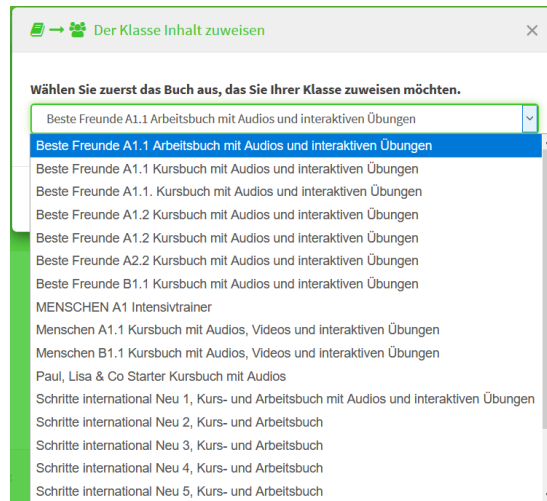 Der Klasse Inhalt zuweisen
Wählen Sie zuerst das Buch aus, das Sie Ihrer Klasse zuweisen möchten.
Beste Freunde A1.1 Arbeitsbuch mit Audios und interaktiven Übungen
Beste Freunde A1.1 Arbeitsbuch mit Audios und interaktiven Übungen
Beste Freunde A1.1 Kursbuch mit Audios und interaktiven Übungen
Beste Freunde A1.1. Kursbuch mit Audios und interaktiven Übungen
Beste Freunde A1.2 Kursbuch mit Audios und interaktiven Übungen
Beste Freunde A1.2 Kursbuch mit Audios und interaktiven Übungen
Beste Freunde A2.2 Kursbuch mit Audios und interaktiven Übungen
Beste Freunde B1.1 Kursbuch mit Audios und interaktiven Übungen
MENSCHEN A1 Intensivtrainer
Menschen A1.1 Kursbuch mit Audios, Videos und interaktiven Übungen
Menschen B1.1 Kursbuch mit Audios, Videos und interaktiven Übungen
Paul, Lisa & Co Starter Kursbuch mit Audios
Schritte international Neu 1, Kurs- und Arbeitsbuch mit Audios und interaktiven Übungen
Schritte international Neu 2, Kurs- und Arbeitsbuch
Schritte international Neu 3, Kurs- und Arbeitsbuch
Schritte international Neu 4, Kurs- und Arbeitsbuch
Schritte international Neu 5, Kurs- und Arbeitsbuch